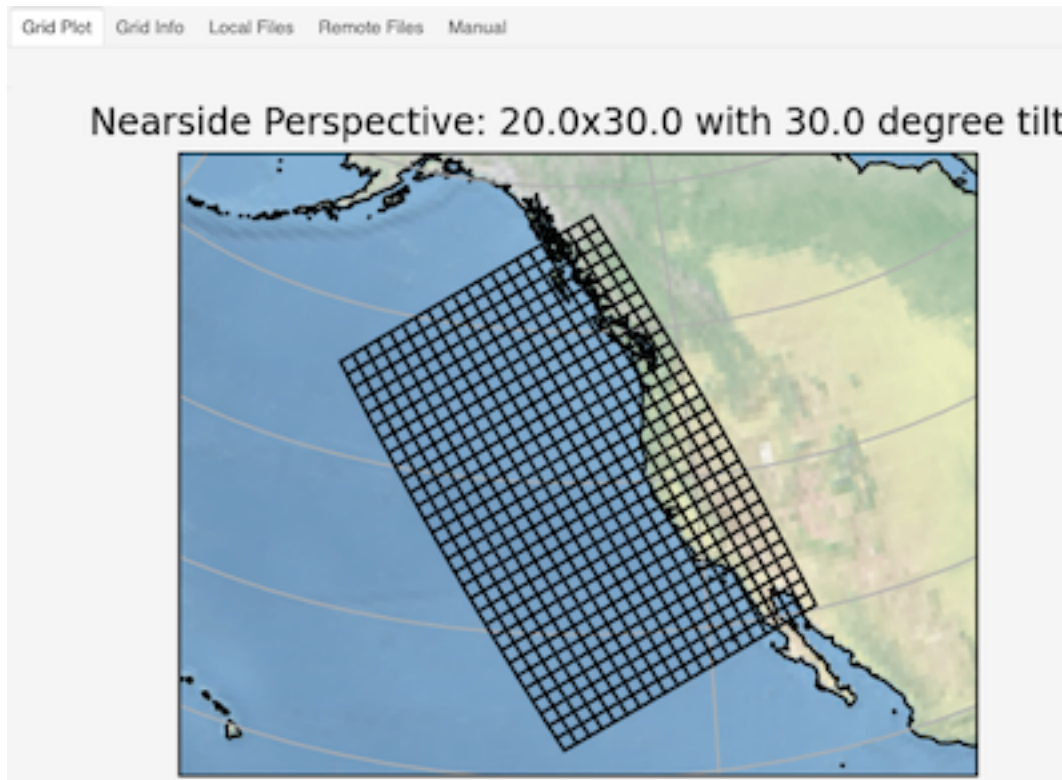 Grid Plot Grid Info Local Files Remote Files Manual
Nearside Perspective: 20.0x30.0 with 30.0 degree tilt